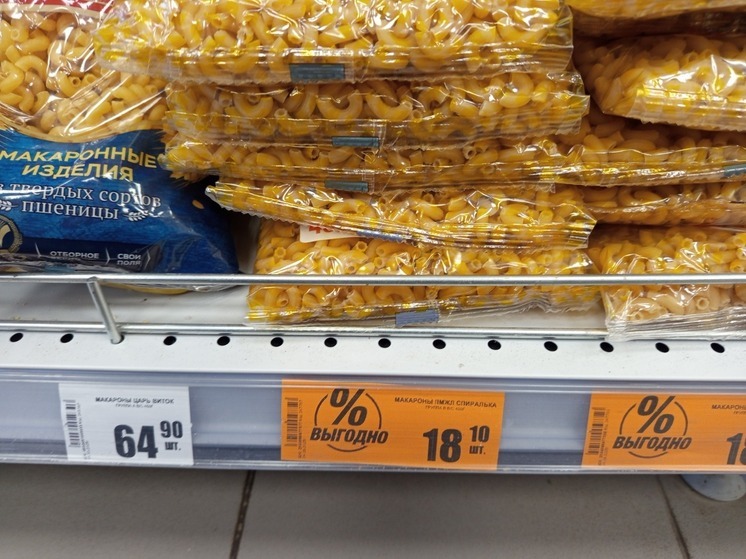 МАКАРОННЫЕ
ИЗДЕЛИЯ
твердых сортов
пшеницы
ОТБОРНОЕ
СВОИ
ПОЛЯ
МАКАРОНЫ ЦАРЬ ВИТОК
64 90
шт.
%
ВЫГОДНО
МАКАРОНЫ ЛМЖЛ СПИРАЛЬКА
18 10
шт.
%
ВЫГОДНО